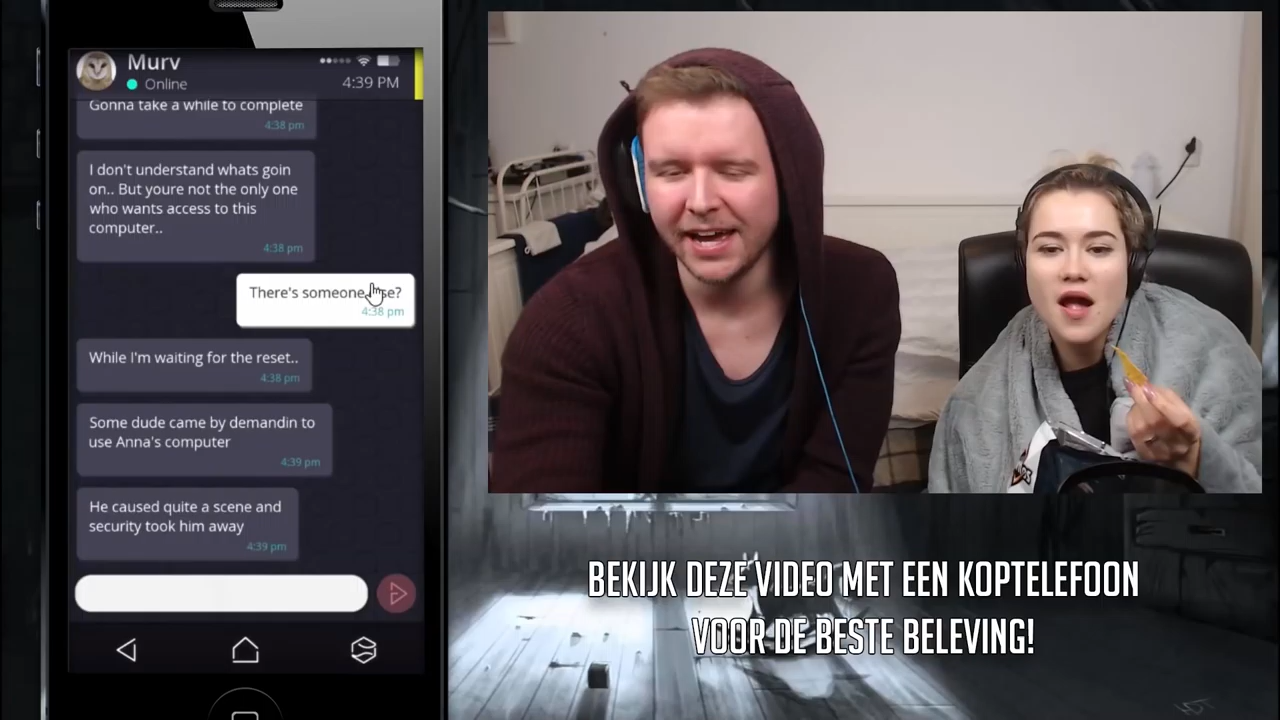 Murv
Online
4:39 PM
Gonna take a while to complete
4:38 pm
I don't understand whats goin
on.. But youre not the only one
who wants access to this
computer..
4:38 pm
There's someone
4:38 pm
While I'm waiting for the reset..
4:38 pm
Some dude came by demandin to
use Anna's computer
4:39 pm
He caused quite a scene and
security took him away
4:39 pm
BEKIJK DEZE VIDEO MET EEN KOPTELEFOON
VOOR DE BESTE BELEVING!